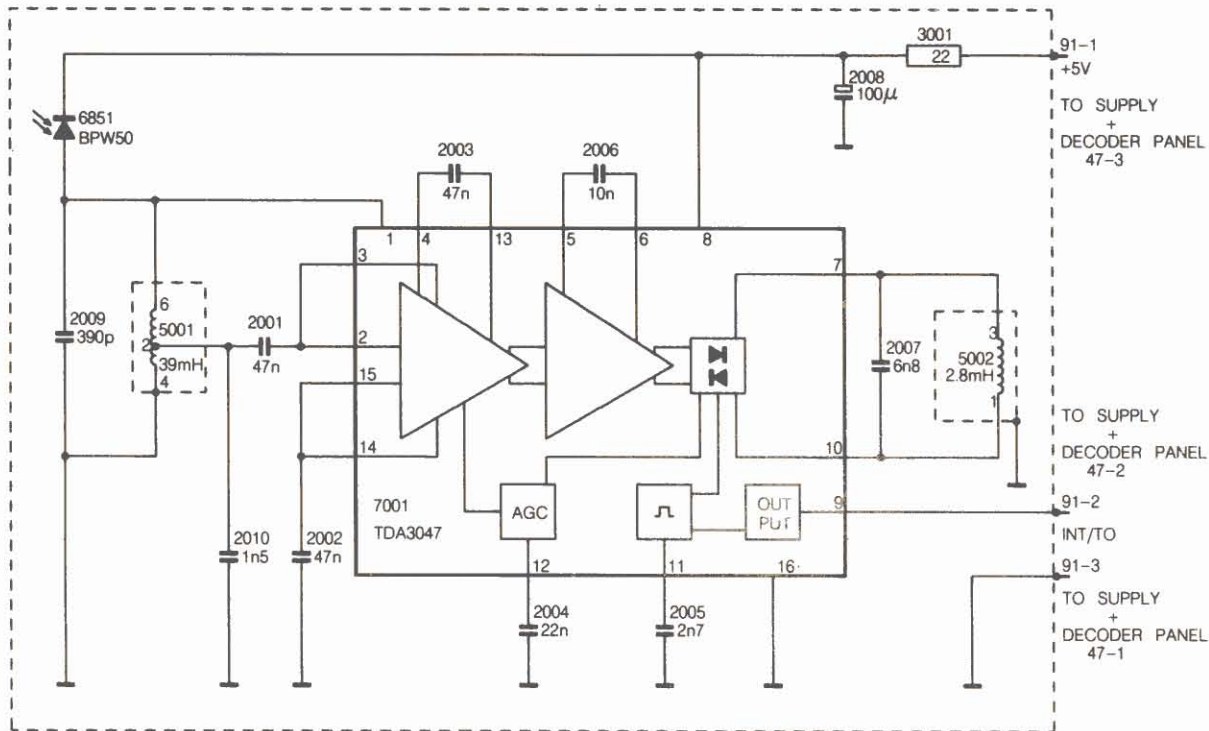 3001
22
91-1
+5V
2008
100µ
TO SUPPLY
+
DECODER PANEL
47-3
6851
BPW50
2003
47n
2006
10n
1
4
13
5
6
8
3
7
6
5001
2
39mH
4
2009
390p
2001
47n
2
15
14
2007
6n8
3
5002
2.8mH
1
10
TO SUPPLY
+
DECODER PANEL
47-2
7001
TDA3047
AGC
OUT
PUT
9
91-2
INT/TO
2010
1n5
2002
47n
12
11
16
91-3
TO SUPPLY
+
DECODER PANEL
47-1
2004
22n
2005
2n7